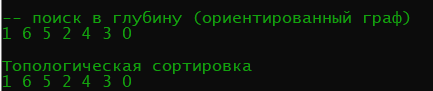 -- поиск в глубину (ориентированный граф)
1 6 5 2 4 3 0
Топологическая сортировка
1 6 5 2 4 3 0